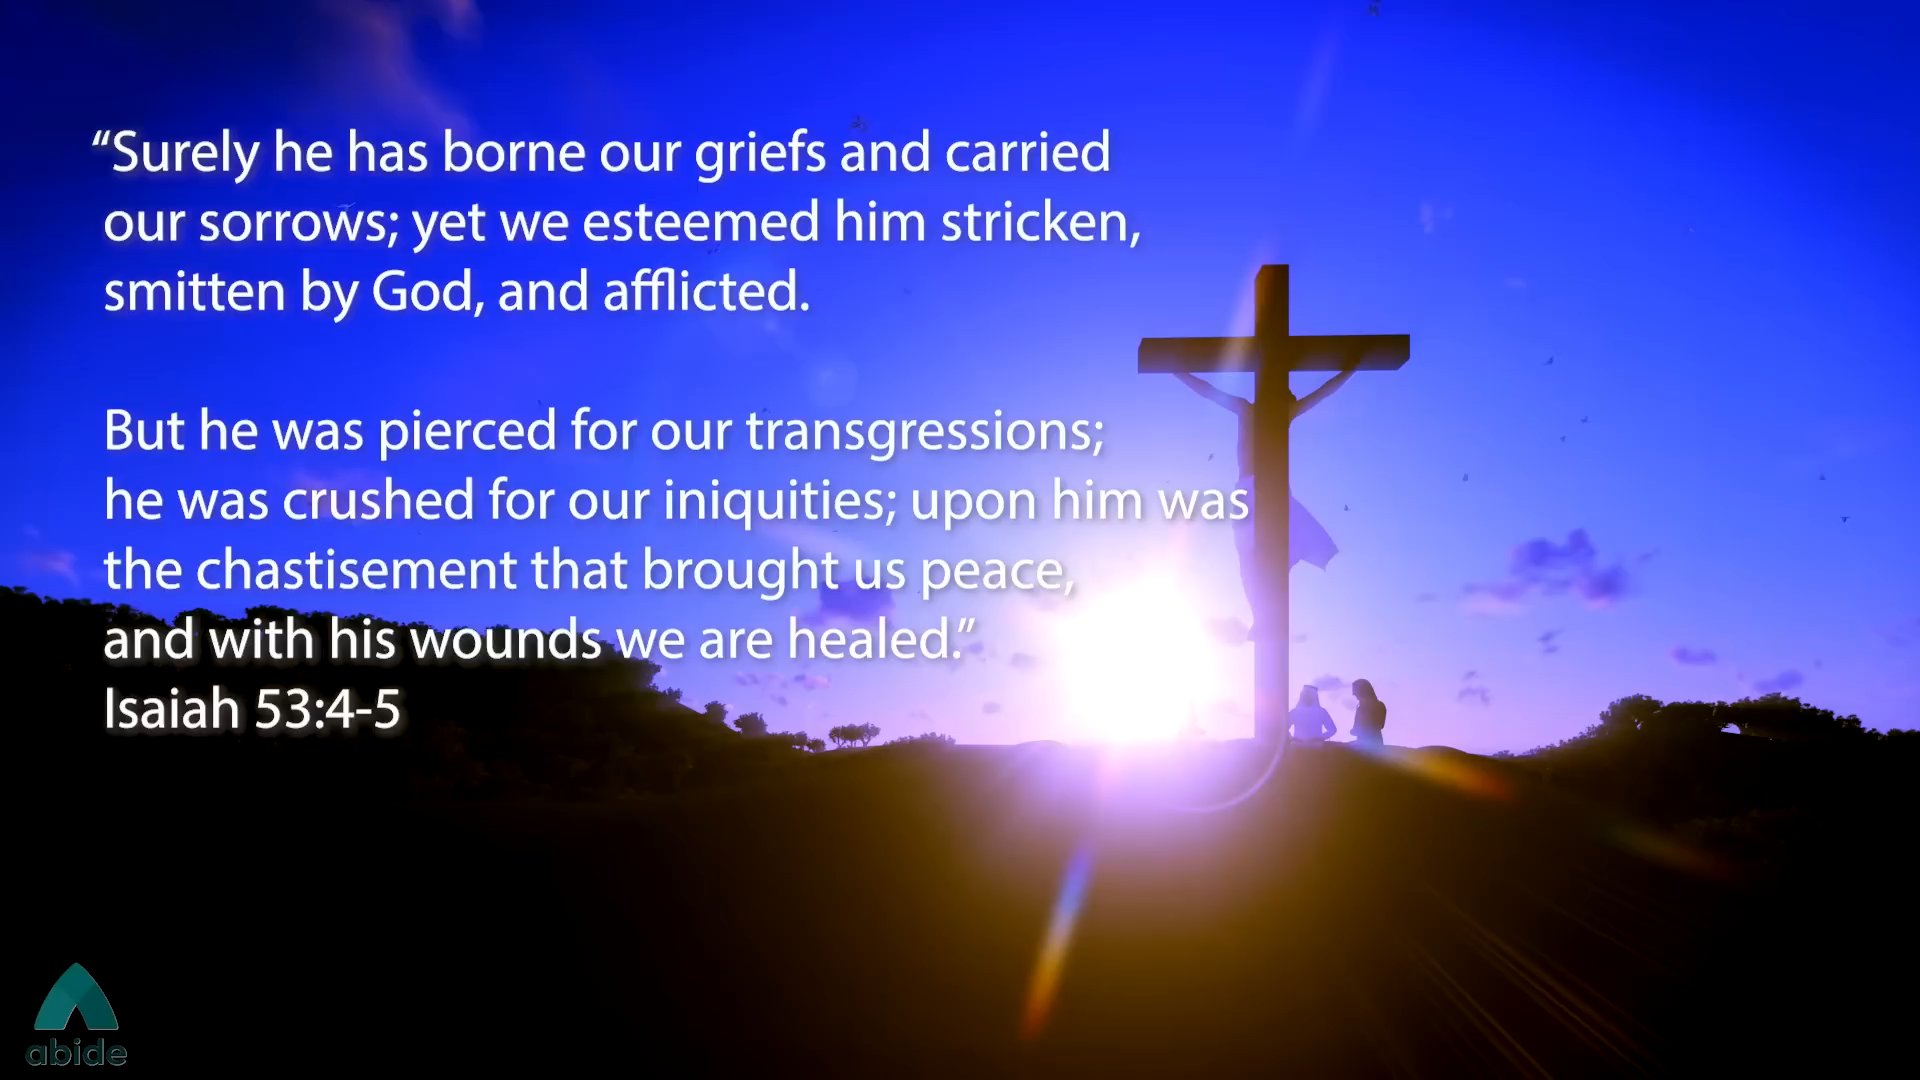 “Surely he has borne our griefs and carried
our sorrows; yet we esteemed him stricken,
smitten by God, and afflicted.
But he was pierced for our transgressions;
he was crushed for our iniquities; upon him was
the chastisement that brought us peace,
and with his wounds we are healed.”
Isaiah 53:4-5
abide